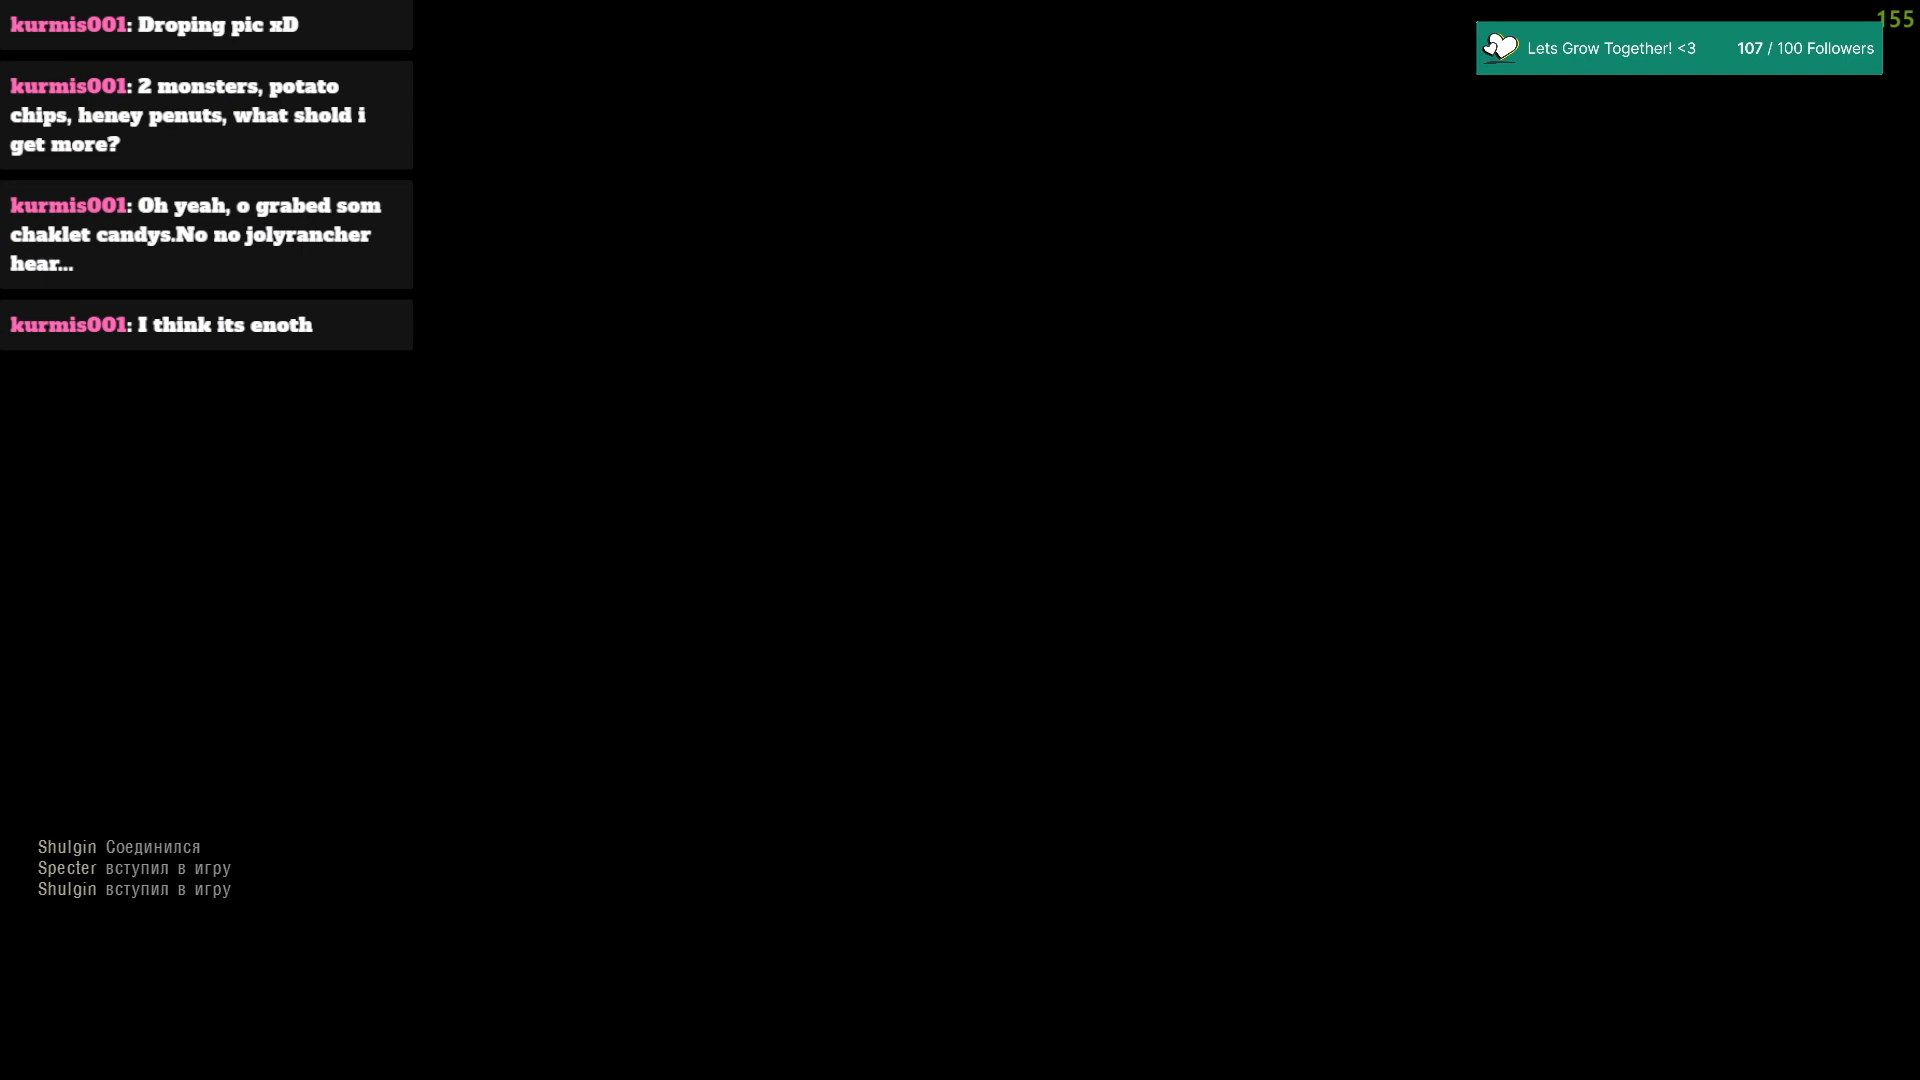 kurmis001: Droping pic xD
kurmis001: 2 monsters, potato
chips, heney penuts, what shold i
get more?
kurmis001: Oh yeah, o grabed som
chaklet candys.No no jolyrancher
hear...
kurmis001: I think its enoth
155
Lets Grow Together! <3 107 / 100 Followers
Shulgin Соединился
Specter вступил в игру
Shulgin вступил в игру